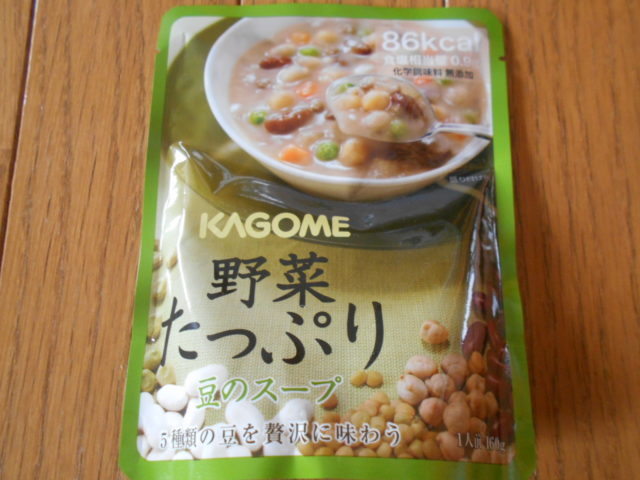 86kcal
食塩相当量 0.9
化学調味料 無添加
KAGOME
野菜
たっぷり
豆のスープ
5種類の豆を贅沢に味わう
1人前 160g